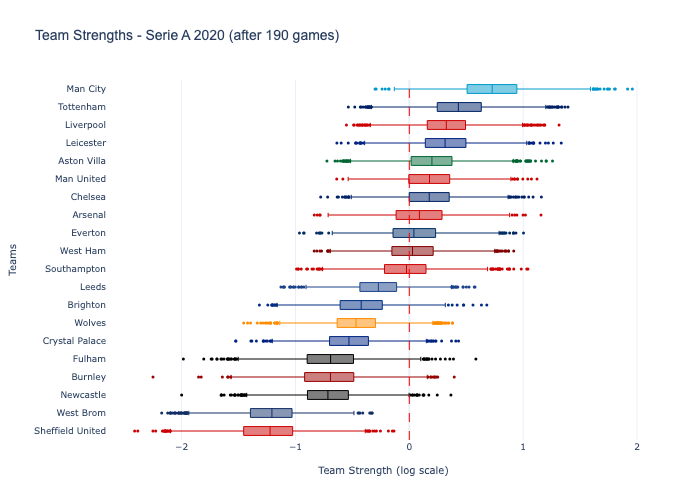 Team Strengths - Serie A 2020 (after 190 games)
Man City
Tottenham
Liverpool
Leicester
Aston Villa
Man United
Chelsea
Arsenal
Everton
West Ham
Southampton
Leeds
Brighton
Wolves
Crystal Palace
Fulham
Burnley
Newcastle
West Brom
Sheffield United
Teams
−2 −1 0 1 2
Team Strength (log scale)